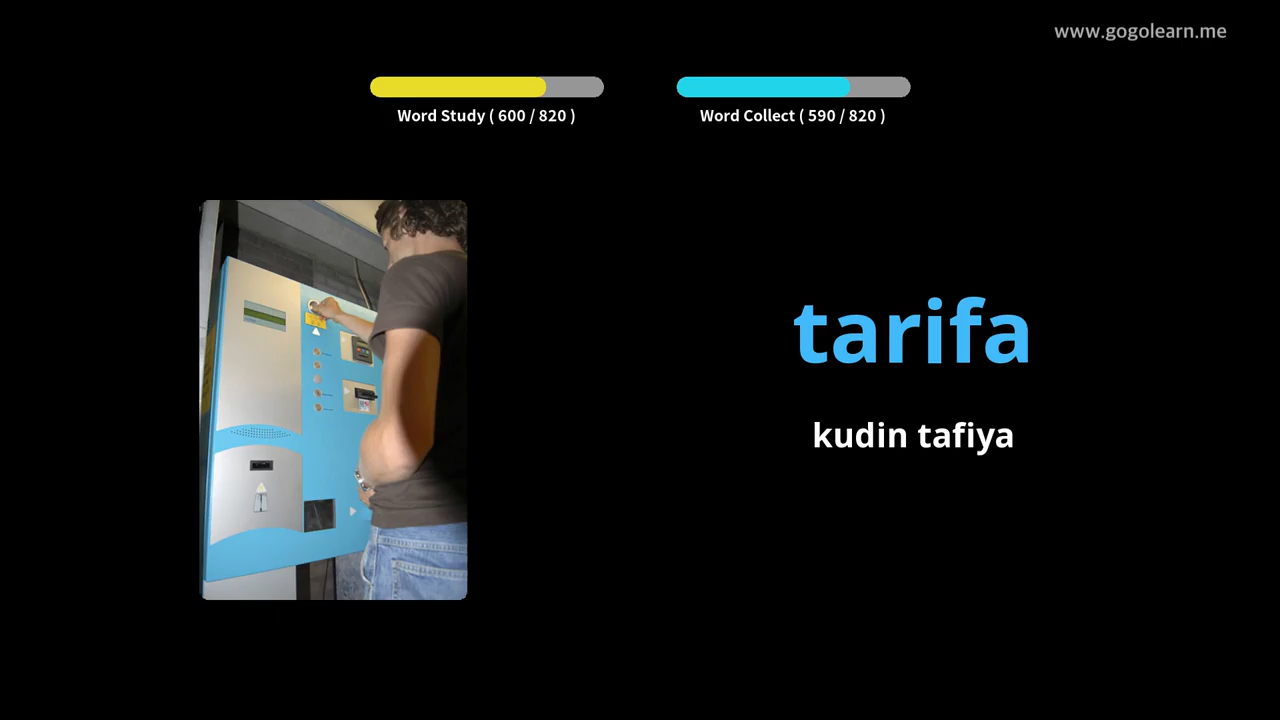 www.gogolearn.me
Word Study ( 600 / 820 )
Word Collect ( 590 / 820 )
tarifa
kudin tafiya